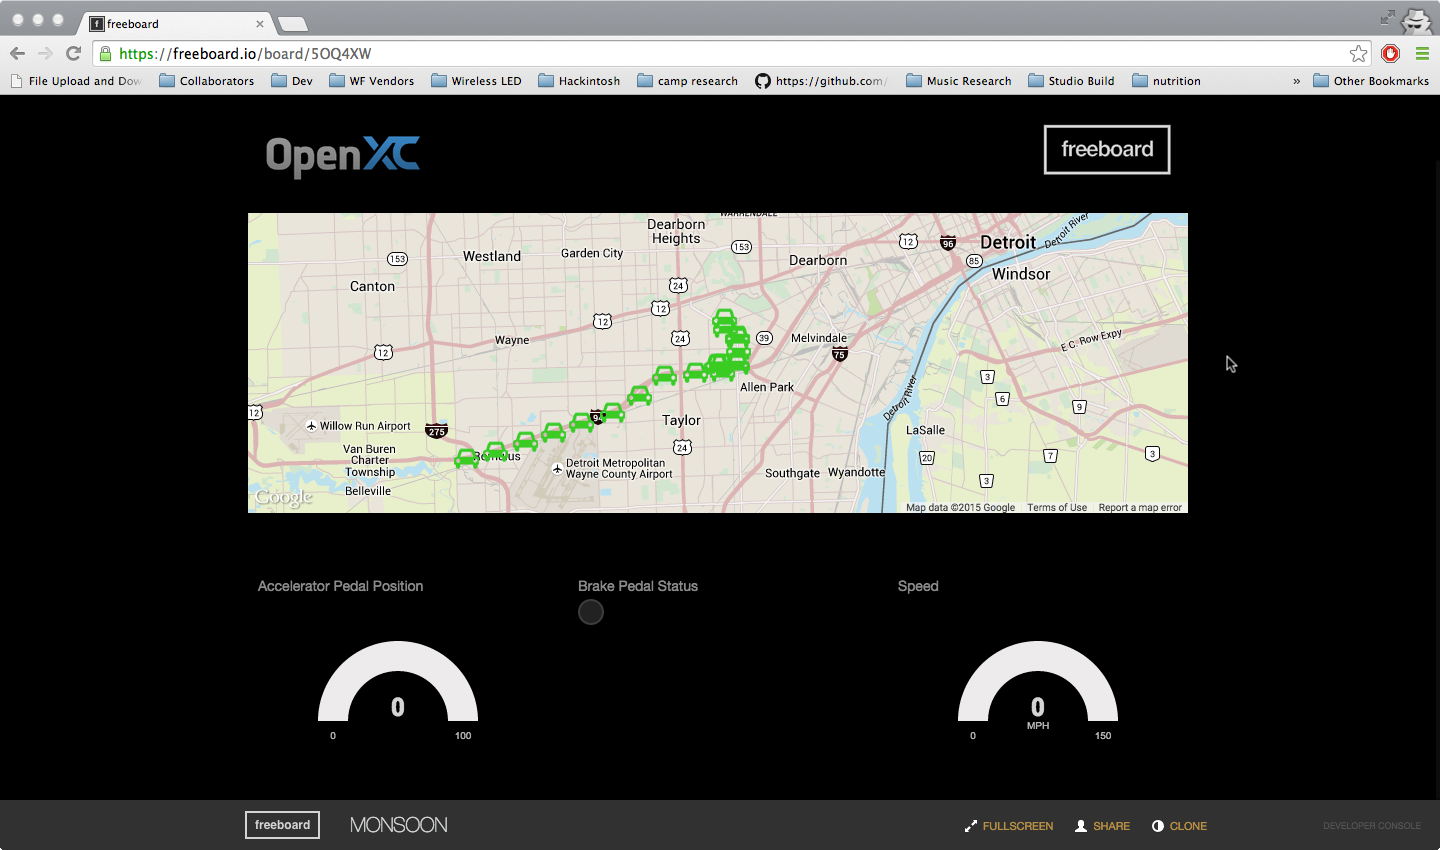 freeboard
https://freeboard.io/board/5OQ4XW
File Upload and Dow
Collaborators
Dev
WF Vendors
Wireless LED
Hackintosh
camp research
https://github.com/
Music Research
Studio Build
nutrition
»
Other Bookmarks
OpenXC
freeboard
WARRENDALE
Dearborn
Heights
153
12
96
Detroit
Detroit River
153
Westland
Garden City
Dearborn
85
Windsor
Canton
24
12
12
Wayne
24
39
Melvindale
75
E C Row Expy
12
Allen Park
3
6
9
Detroit River
12
Willow Run Airport
275
94
Taylor
LaSalle
Van Buren
Charter
Township
24
20
7
3
Detroit Metropolitan
Wayne County Airport
Southgate
Wyandotte
3
Belleville
Google
Map data ©2015 Google
Terms of Use
Report a map error
Accelerator Pedal Position
Brake Pedal Status
Speed
0
0
MPH
0
100
0
150
freeboard
MONSOON
FULLSCREEN
SHARE
CLONE
DEVELOPER CONSOLE